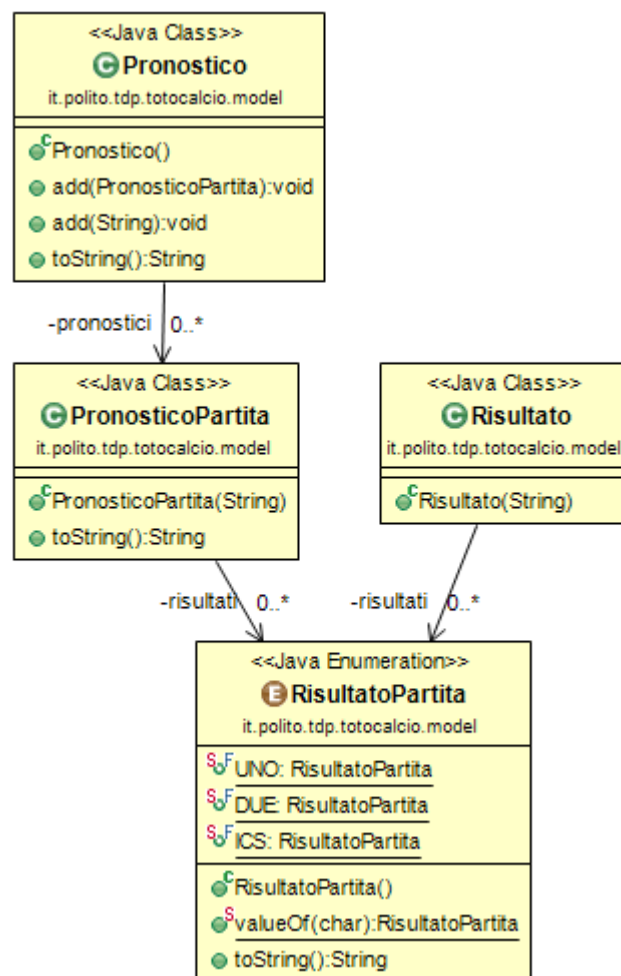 <<Java Class>>
Pronostico
it.polito.tdp.totocalcio.model
Pronostico()
add(PronosticoPartita):void
add(String):void
toString():String
-pronostici 0..*
<<Java Class>>
PronosticoPartita
it.polito.tdp.totocalcio.model
PronosticoPartita(String)
toString():String
<<Java Class>>
Risultato
it.polito.tdp.totocalcio.model
Risultato(String)
-risultati 0..*
-risultati 0..*
<<Java Enumeration>>
RisultatoPartita
it.polito.tdp.totocalcio.model
UNO: RisultatoPartita
DUE: RisultatoPartita
ICS: RisultatoPartita
RisultatoPartita()
valueOf(char):RisultatoPartita
toString():String